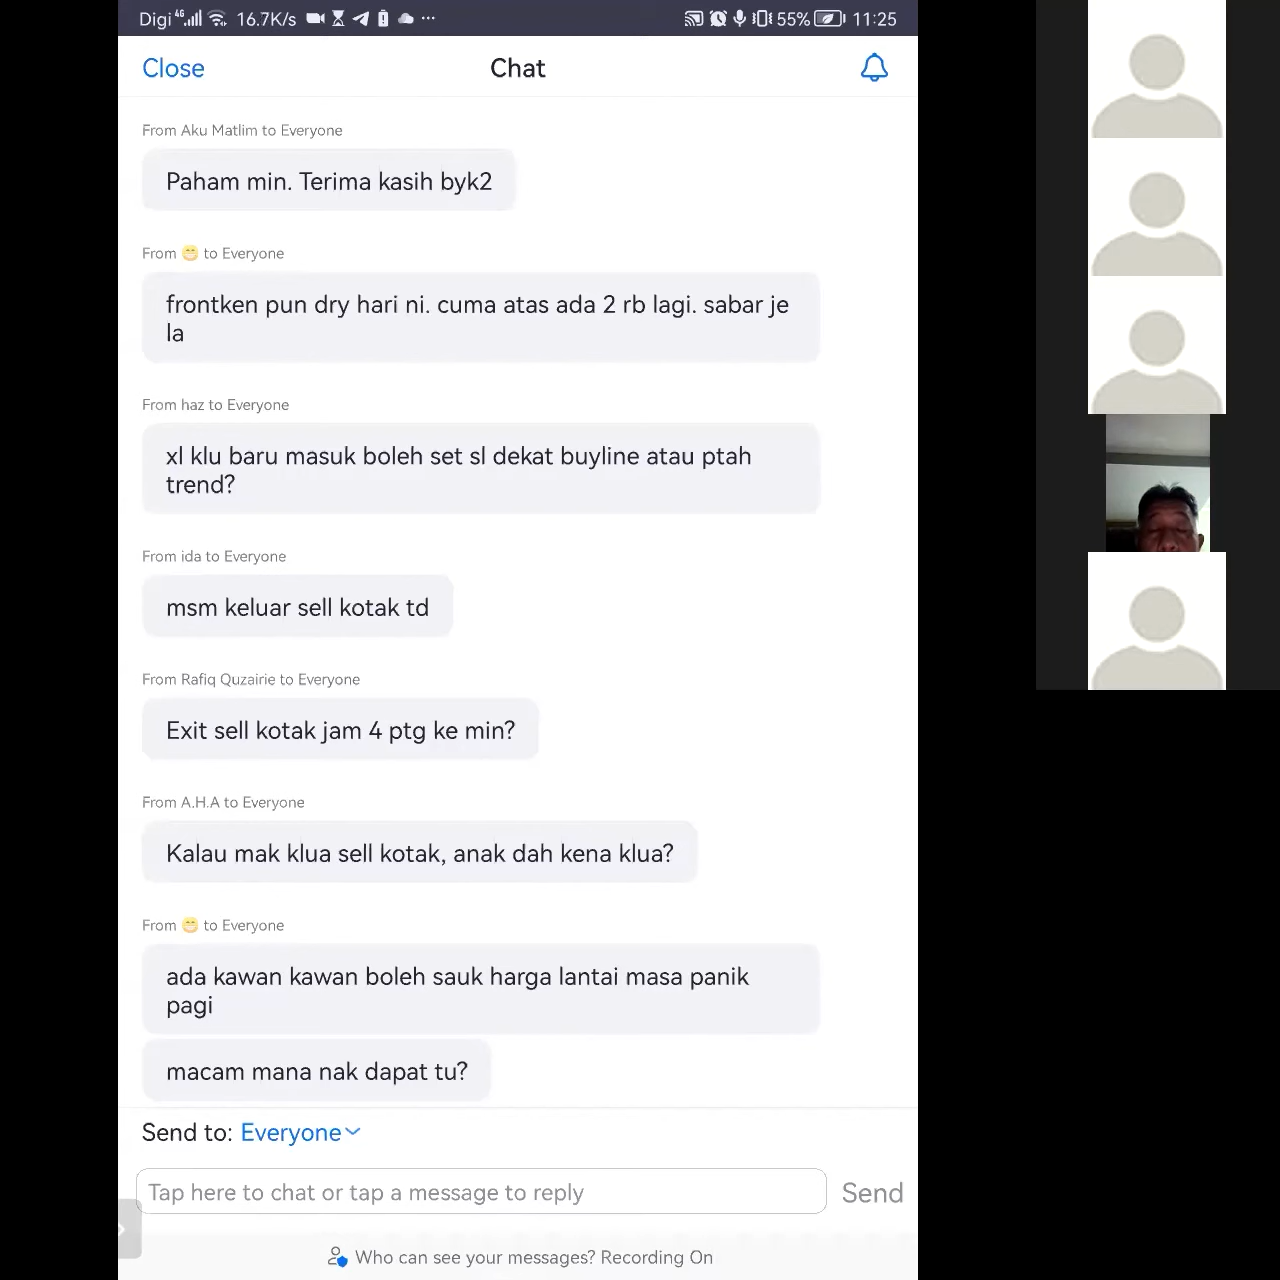 Digi 4G 16.7K/s ... 55% 11:25
Close Chat
From Aku Matlim to Everyone
Paham min. Terima kasih byk2
From 😁 to Everyone
frontken pun dry hari ni. cuma atas ada 2 rb lagi. sabar je
la
From haz to Everyone
xl klu baru masuk boleh set sl dekat buyline atau ptah
trend?
From ida to Everyone
msm keluar sell kotak td
From Rafiq Quzairie to Everyone
Exit sell kotak jam 4 ptg ke min?
From A.H.A to Everyone
Kalau mak klua sell kotak, anak dah kena klua?
From 😁 to Everyone
ada kawan kawan boleh sauk harga lantai masa panik
pagi
macam mana nak dapat tu?
Send to: Everyone
Tap here to chat or tap a message to reply Send
Who can see your messages? Recording On